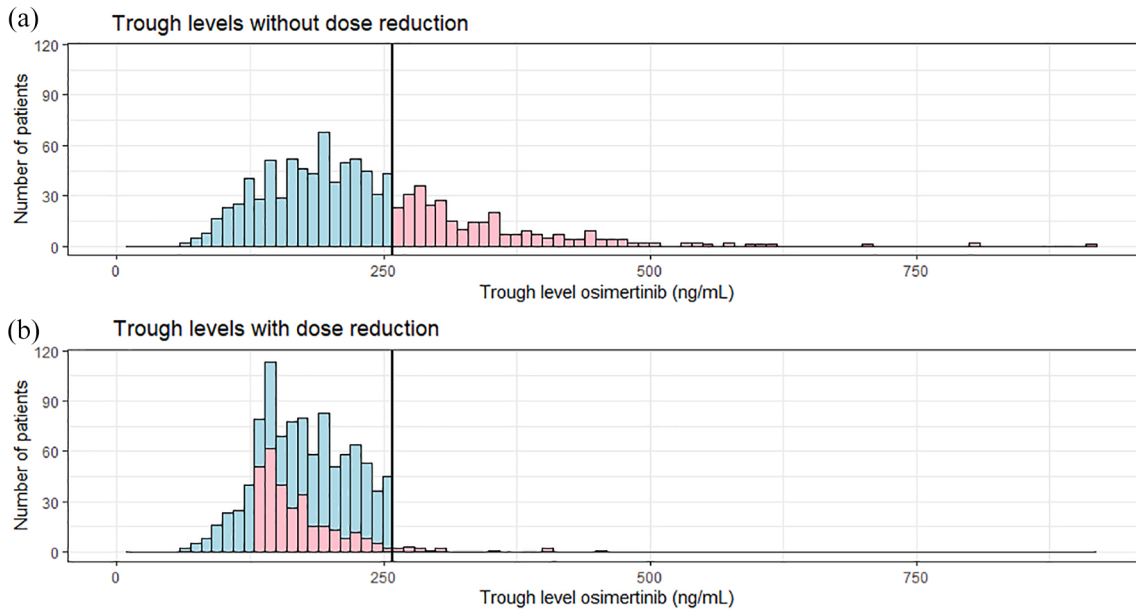 (a)
Trough levels without dose reduction
Number of patients
120
90
60
30
0
0 250 500 750
Trough level osimertinib (ng/mL)
(b)
Trough levels with dose reduction
Number of patients
120
90
60
30
0
0 250 500 750
Trough level osimertinib (ng/mL)